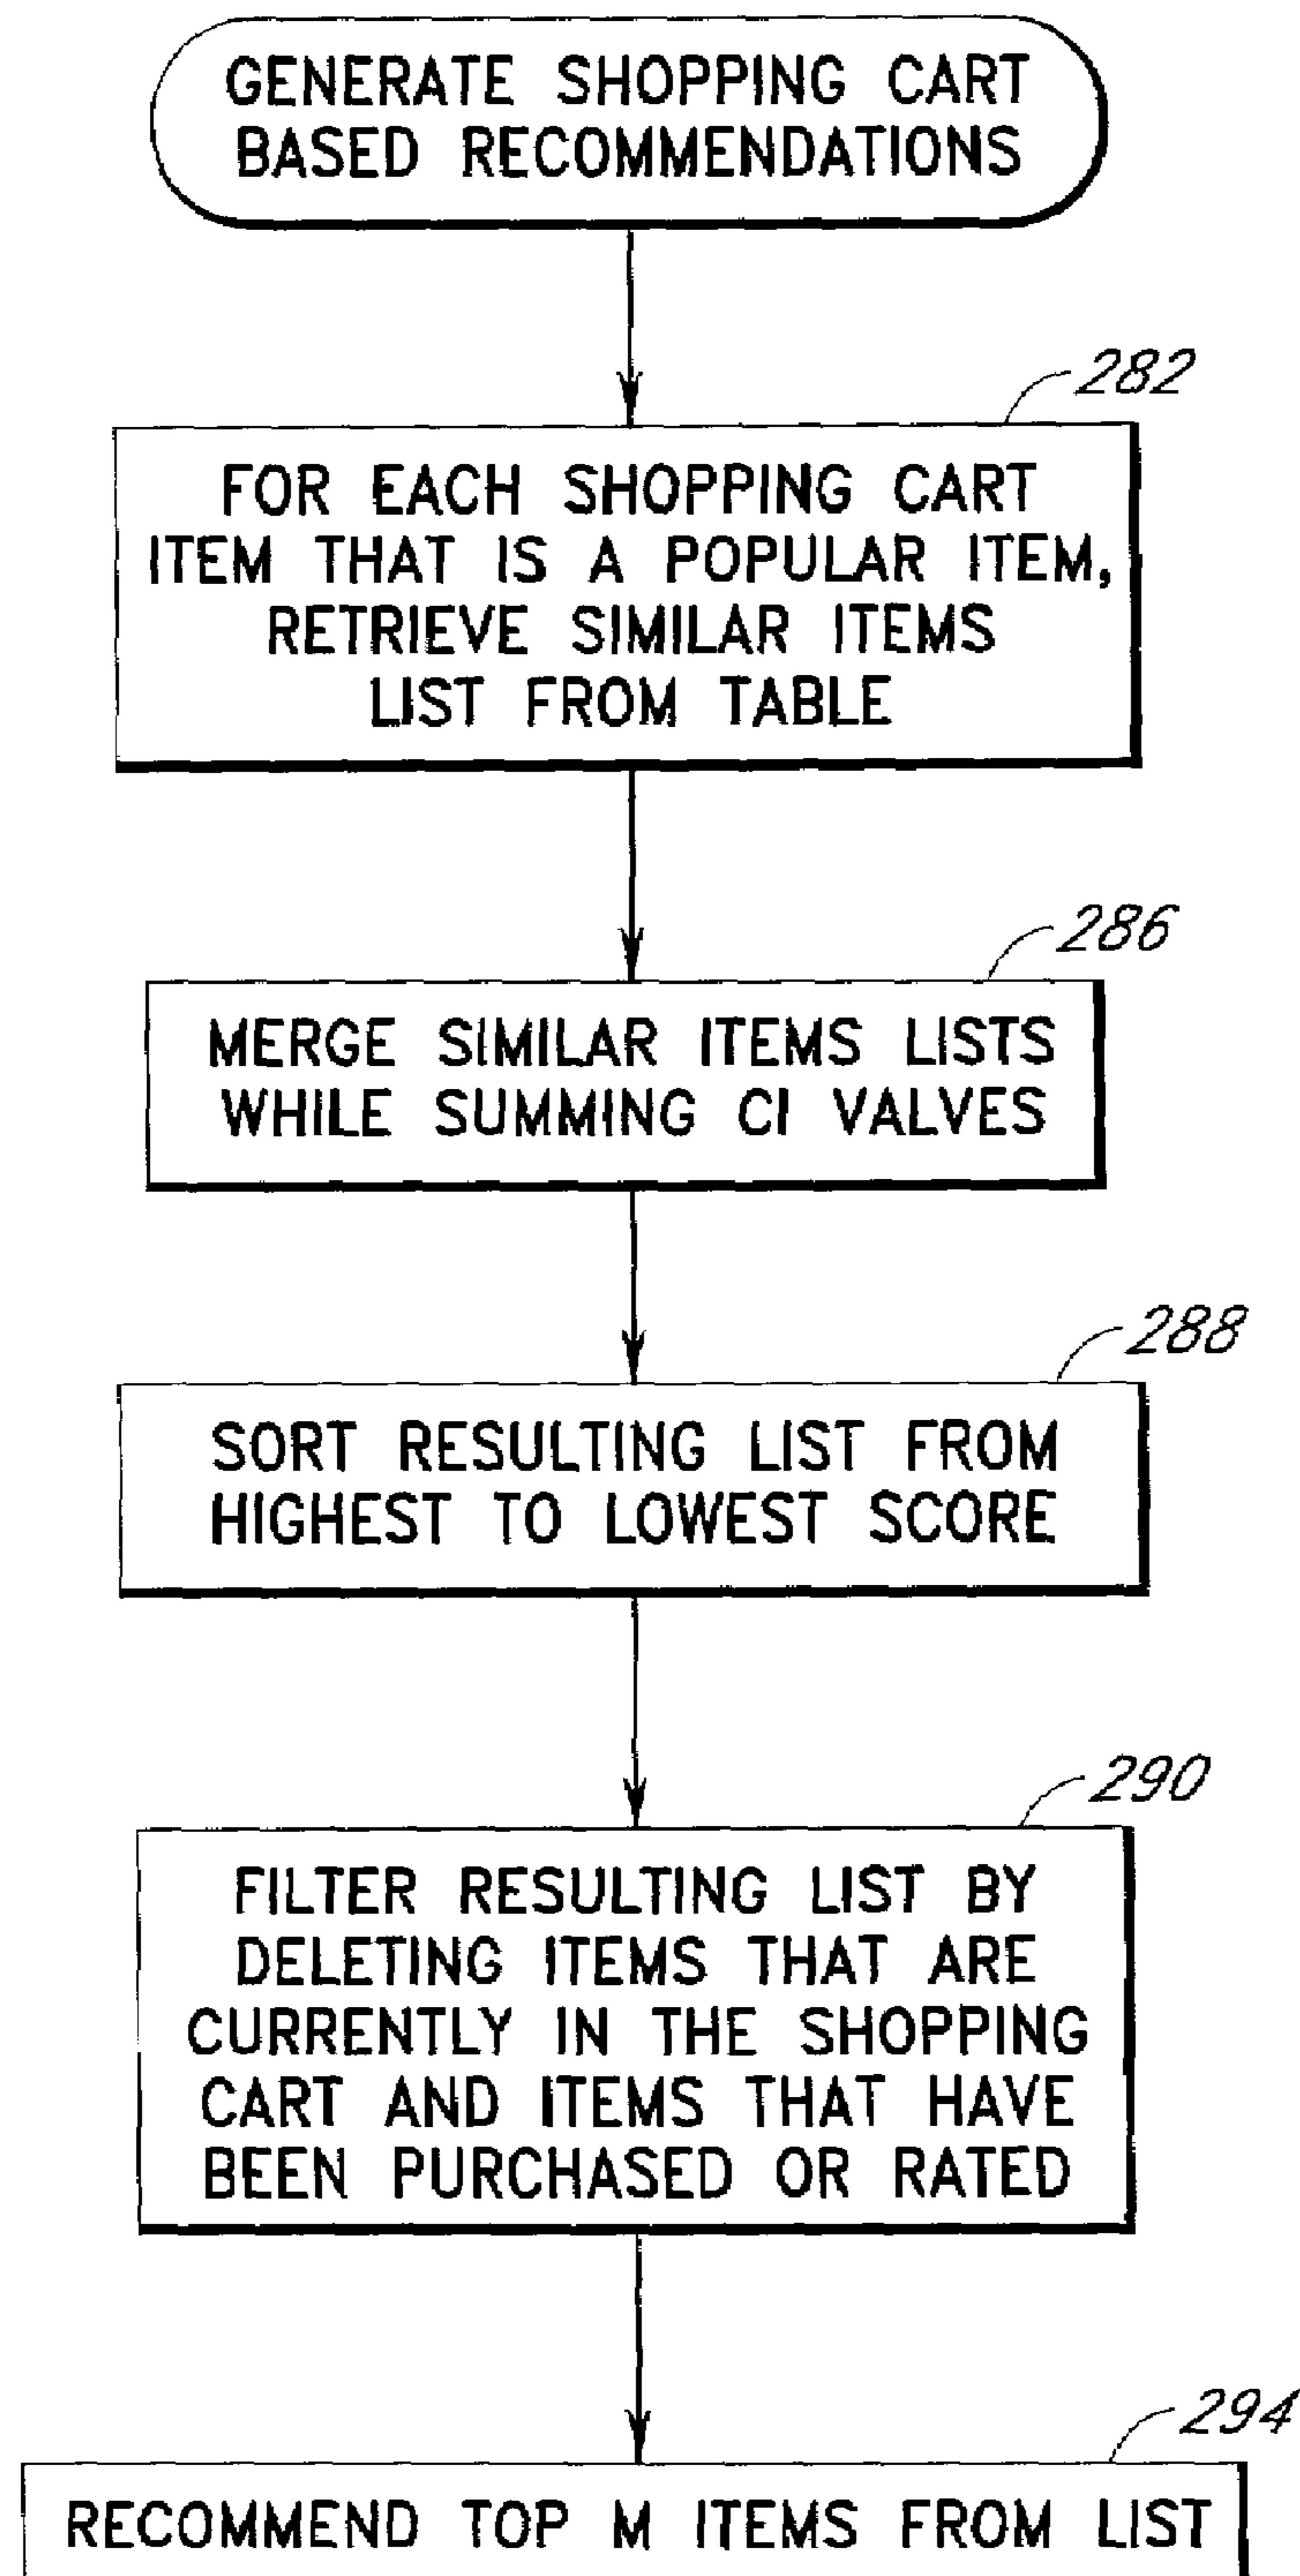 GENERATE SHOPPING CART
BASED RECOMMENDATIONS
282
FOR EACH SHOPPING CART
ITEM THAT IS A POPULAR ITEM,
RETRIEVE SIMILAR ITEMS
LIST FROM TABLE
286
MERGE SIMILAR ITEMS LISTS
WHILE SUMMING CI VALVES
288
SORT RESULTING LIST FROM
HIGHEST TO LOWEST SCORE
290
FILTER RESULTING LIST BY
DELETING ITEMS THAT ARE
CURRENTLY IN THE SHOPPING
CART AND ITEMS THAT HAVE
BEEN PURCHASED OR RATED
294
RECOMMEND TOP M ITEMS FROM LIST